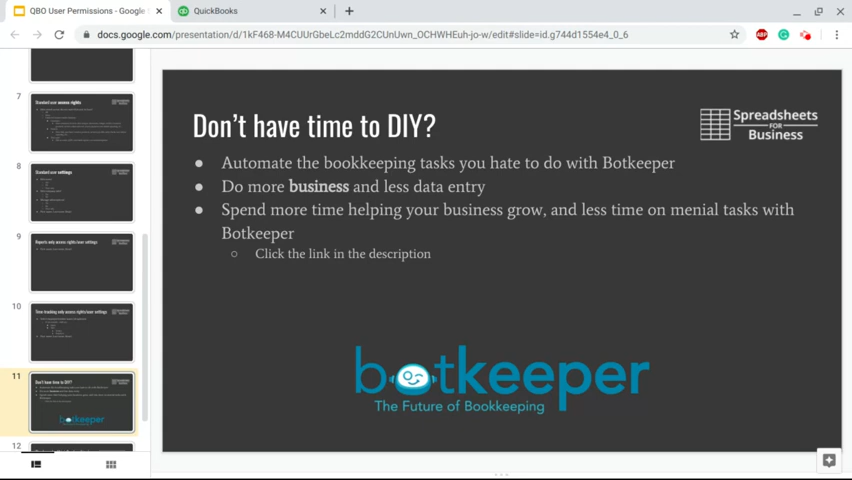 QBO User Permissions - Google
QuickBooks
docs.google.com/presentation/d/1kF468-M4CUUrGbeLc2mddG2CUnUwn_OCHWHEuh-jo-w/edit#slide=id.g744d1554e4_0_6
ABP
7
Standard user access rights
8
Standard user settings
9
Reports only access rights/user settings
10
Time tracking only access rights/user settings
11
Don't have time to DIY?
botkeeper
12
Don't have time to DIY?
Spreadsheets
FOR
Business
● Automate the bookkeeping tasks you hate to do with Botkeeper
● Do more business and less data entry
● Spend more time helping your business grow, and less time on menial tasks with
Botkeeper
○ Click the link in the description
botkeeper
The Future of Bookkeeping